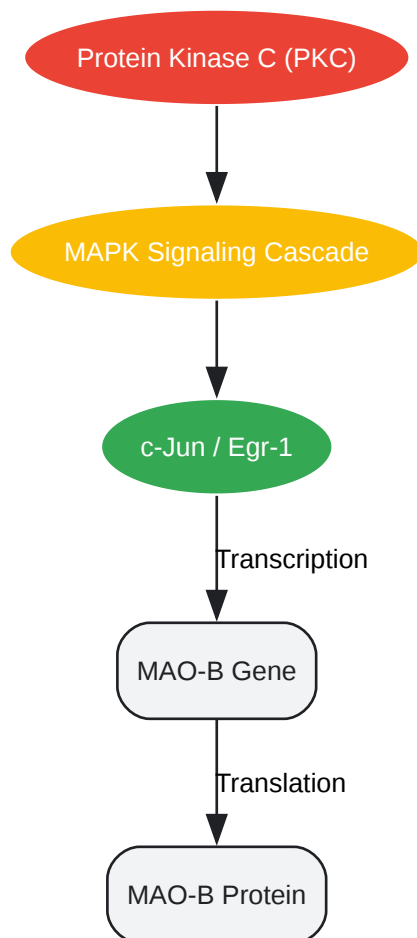 Protein Kinase C (PKC)
MAPK Signaling Cascade
c-Jun / Egr-1
Transcription
MAO-B Gene
Translation
MAO-B Protein